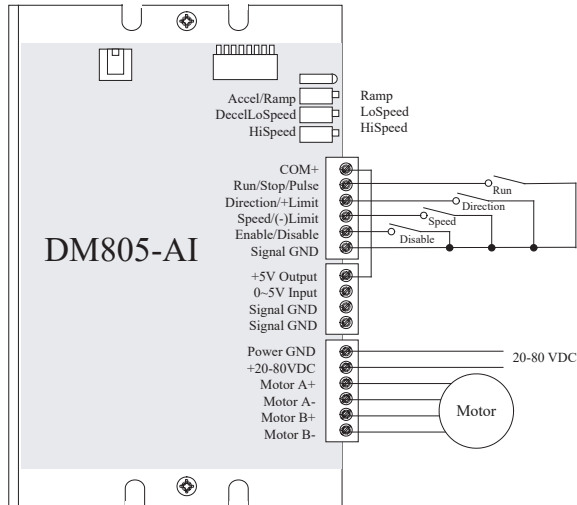 Accel/Ramp
DecelLoSpeed
HiSpeed
Ramp
LoSpeed
HiSpeed
COM+
Run/Stop/Pulse
Direction/+Limit
Speed/(-)Limit
Enable/Disable
Signal GND
Run
Direction
Speed
Disable
DM805-AI
+5V Output
0~5V Input
Signal GND
Signal GND
Power GND
+20-80VDC
Motor A+
Motor A-
Motor B+
Motor B-
20-80 VDC
Motor